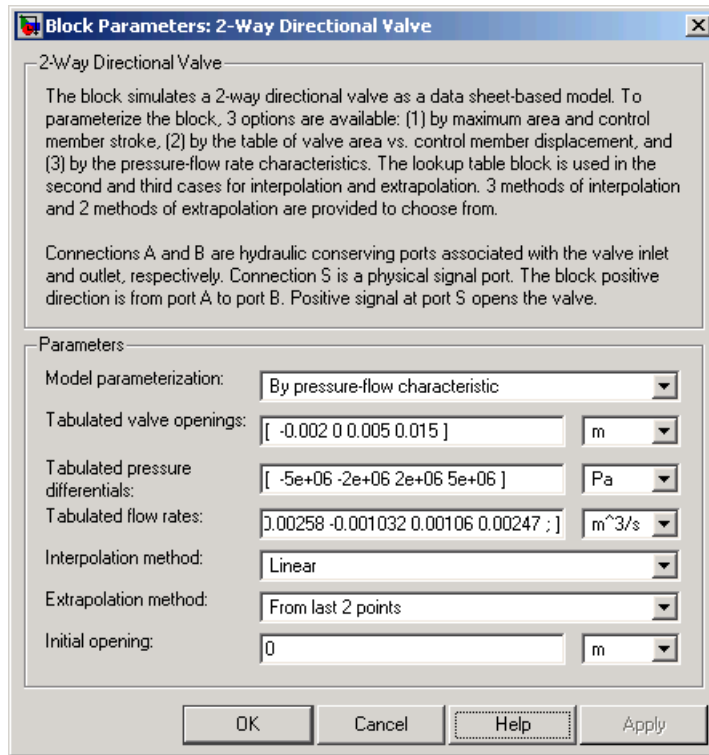 Block Parameters: 2-Way Directional Valve
2-Way Directional Valve
The block simulates a 2-way directional valve as a data sheet-based model. To
parameterize the block, 3 options are available: (1) by maximum area and control
member stroke, (2) by the table of valve area vs. control member displacement, and
(3) by the pressure-flow rate characteristics. The lookup table block is used in the
second and third cases for interpolation and extrapolation. 3 methods of interpolation
and 2 methods of extrapolation are provided to choose from.
Connections A and B are hydraulic conserving ports associated with the valve inlet
and outlet, respectively. Connection S is a physical signal port. The block positive
direction is from port A to port B. Positive signal at port S opens the valve.
Parameters
Model parameterization: By pressure-flow characteristic
Tabulated valve openings: [ -0.002 0 0.005 0.015 ] m
Tabulated pressure
differentials: [ -5e+06 -2e+06 2e+06 5e+06 ] Pa
Tabulated flow rates: 0.00258 -0.001032 0.00106 0.00247 ; ] m^3/s
Interpolation method: Linear
Extrapolation method: From last 2 points
Initial opening: 0 m
OK Cancel Help Apply